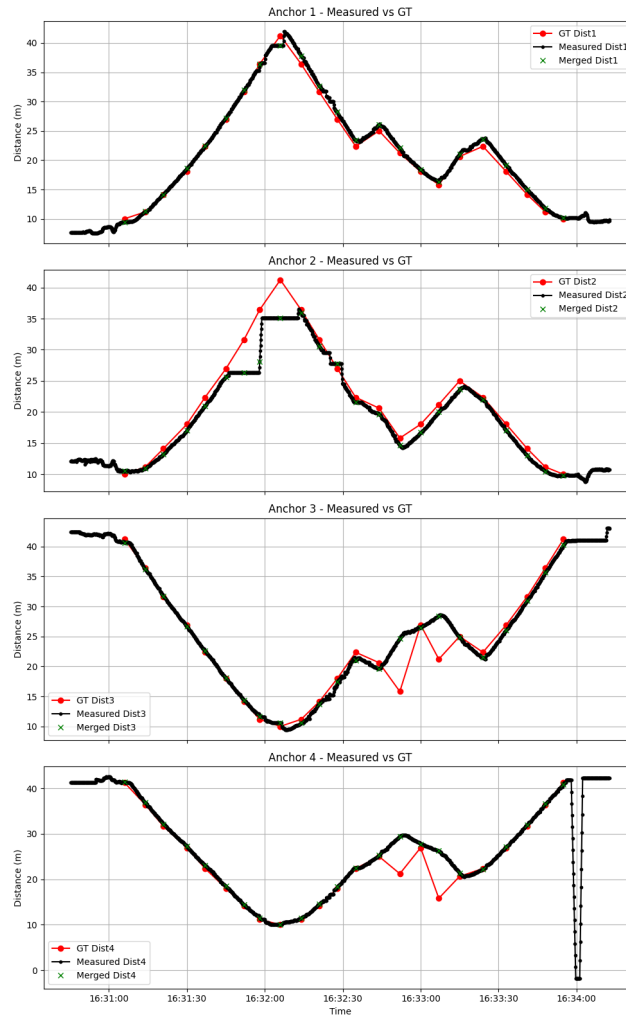 Anchor 1 - Measured vs GT
Distance (m)
40
35
30
25
20
15
10
GT Dist1
Measured Dist1
Merged Dist1
Anchor 2 - Measured vs GT
Distance (m)
40
35
30
25
20
15
10
GT Dist2
Measured Dist2
Merged Dist2
Anchor 3 - Measured vs GT
Distance (m)
40
35
30
25
20
15
10
GT Dist3
Measured Dist3
Merged Dist3
Anchor 4 - Measured vs GT
Distance (m)
40
30
20
10
0
GT Dist4
Measured Dist4
Merged Dist4
16:31:00 16:31:30 16:32:00 16:32:30 16:33:00 16:33:30 16:34:00
Time